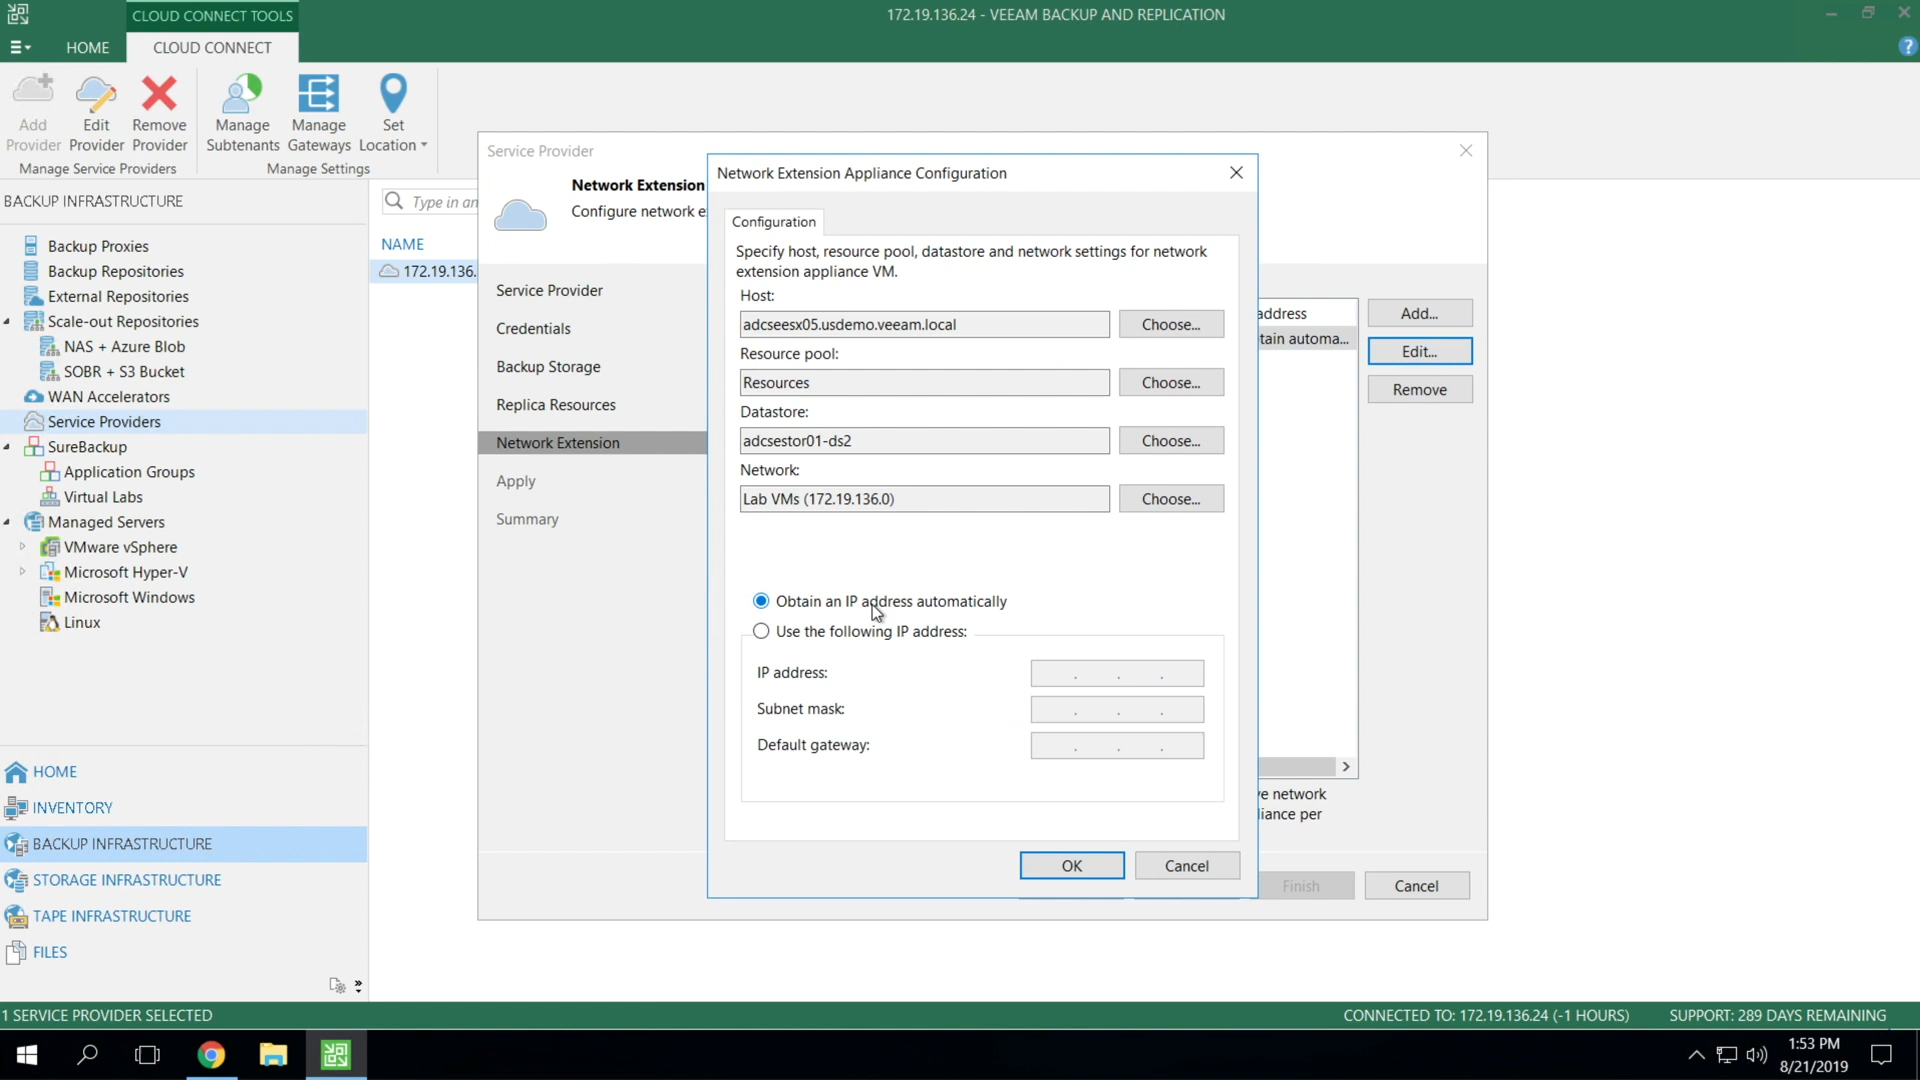 CLOUD CONNECT TOOLS
172.19.136.24 - VEEAM BACKUP AND REPLICATION
HOME
CLOUD CONNECT
?
Add Provider
Edit Provider
Remove Provider
Manage Subtenants
Manage Gateways
Set Location
Manage Service Providers
Manage Settings
BACKUP INFRASTRUCTURE
Backup Proxies
Backup Repositories
External Repositories
Scale-out Repositories
NAS + Azure Blob
SOBR + S3 Bucket
WAN Accelerators
Service Providers
SureBackup
Application Groups
Virtual Labs
Managed Servers
VMware vSphere
Microsoft Hyper-V
Microsoft Windows
Linux
HOME
INVENTORY
BACKUP INFRASTRUCTURE
STORAGE INFRASTRUCTURE
TAPE INFRASTRUCTURE
FILES
Type in an
NAME
172.19.136.
Service Provider
Network Extension
Configure network e
Service Provider
Credentials
Backup Storage
Replica Resources
Network Extension
Apply
Summary
Network Extension Appliance Configuration
Configuration
Specify host, resource pool, datastore and network settings for network
extension appliance VM.
Host:
adcseesx05.usdemo.veeam.local
Choose...
Resource pool:
Resources
Choose...
Datastore:
adcsestor01-ds2
Choose...
Network:
Lab VMs (172.19.136.0)
Choose...
Obtain an IP address automatically
Use the following IP address:
IP address:
. . .
Subnet mask:
. . .
Default gateway:
. . .
OK
Cancel
address
tain automa...
Add...
Edit...
Remove
e network
iance per
Finish
Cancel
1 SERVICE PROVIDER SELECTED
CONNECTED TO: 172.19.136.24 (-1 HOURS)
SUPPORT: 289 DAYS REMAINING
1:53 PM
8/21/2019